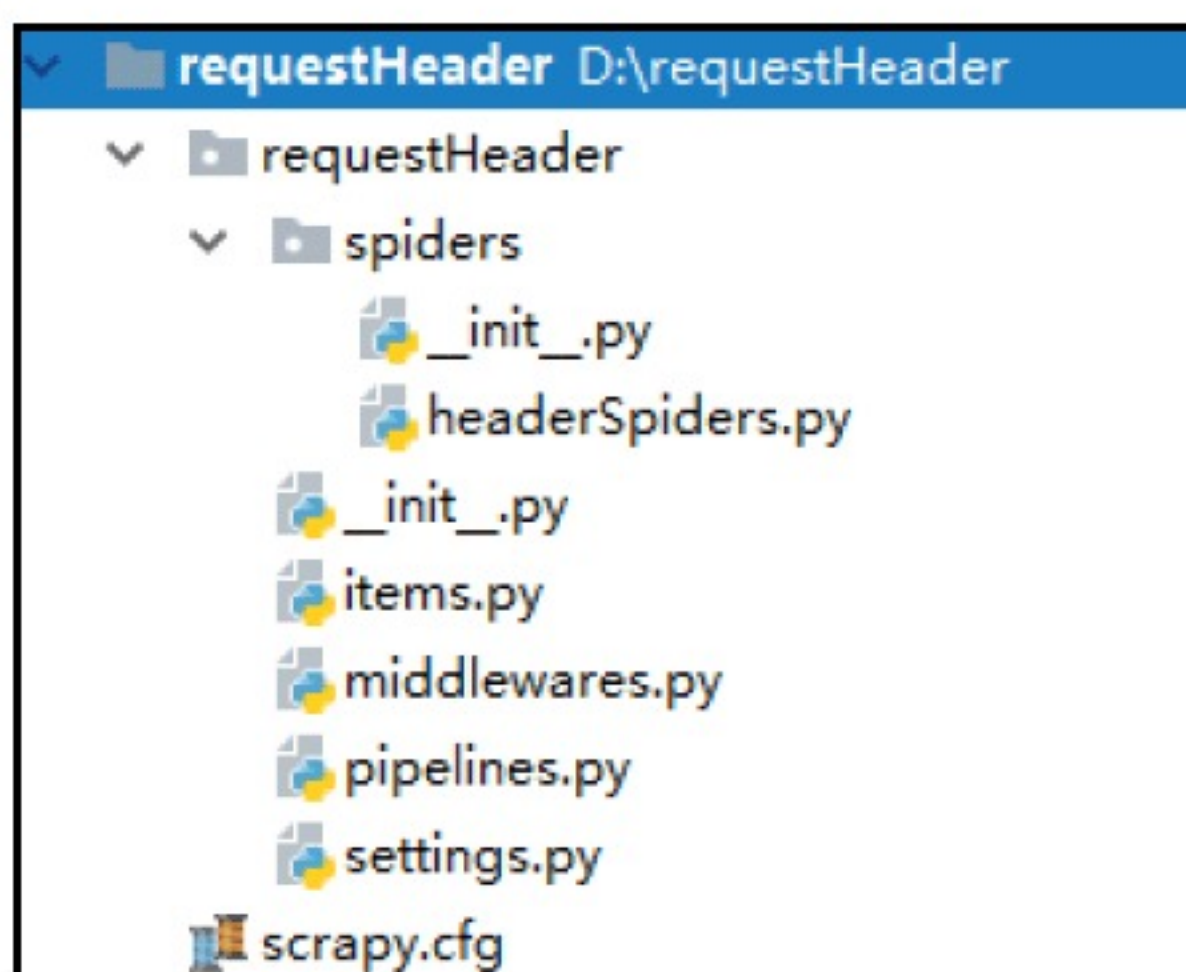 requestHeader D:\requestHeader
requestHeader
spiders
__init__.py
headerSpiders.py
__init__.py
items.py
middlewares.py
pipelines.py
settings.py
scrapy.cfg